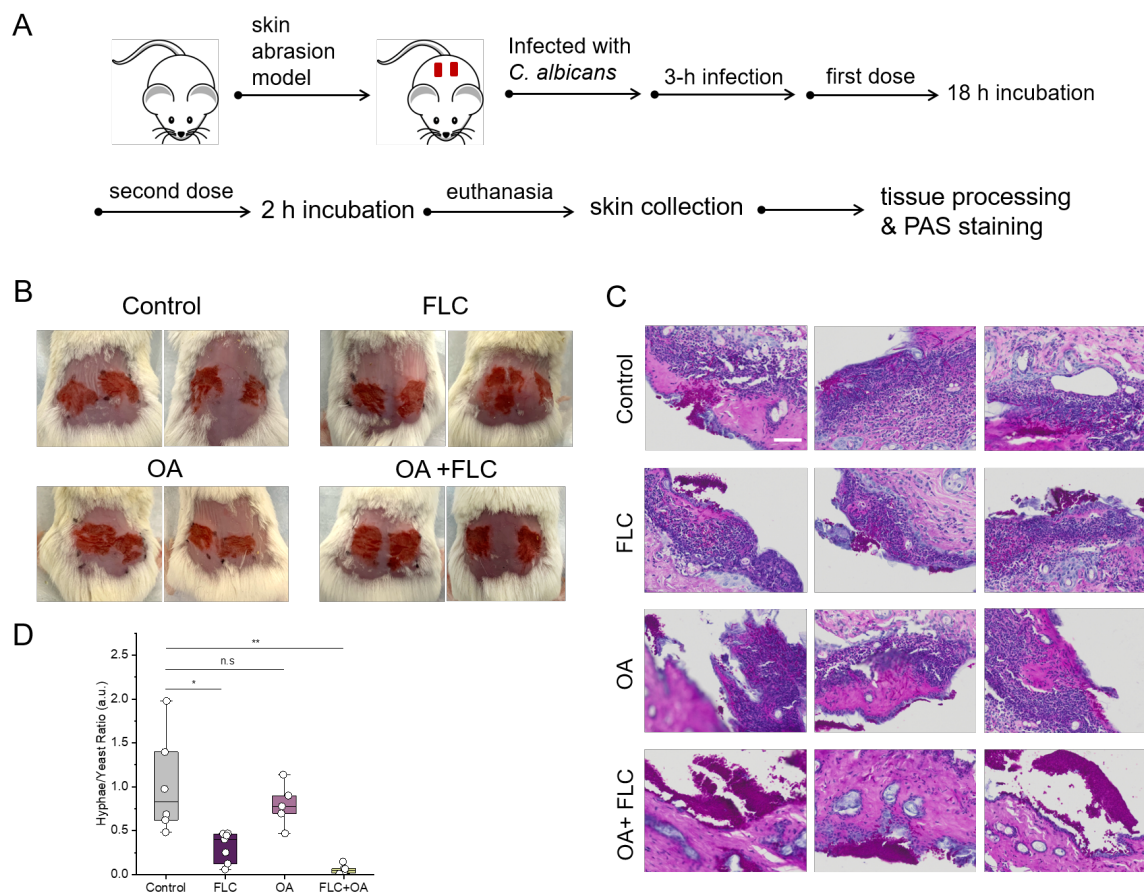 A
skin
abrasion
model
Infected with
C. albicans
3-h infection
first dose
18 h incubation
second dose
2 h incubation
euthanasia
skin collection
tissue processing
& PAS staining
B
Control
FLC
OA
OA +FLC
C
Control
FLC
OA
OA+ FLC
D
**
n.s
*
Hyphae/Yeast Ratio (a.u.)
2.5
2.0
1.5
1.0
0.5
0.0
Control
FLC
OA
FLC+OA